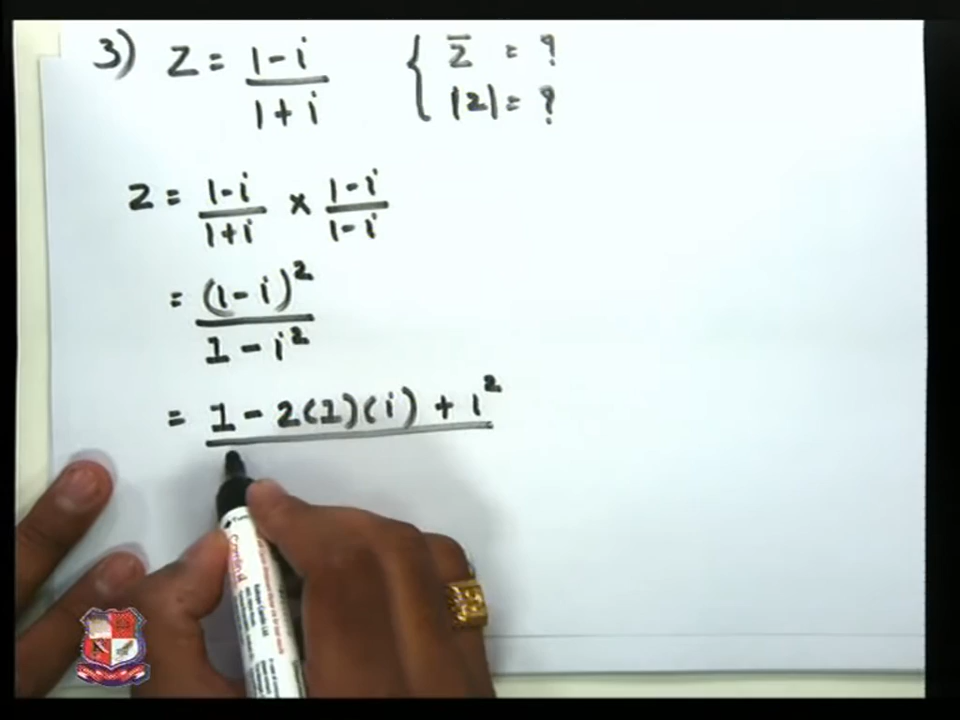 3) Z = 1-i / 1+i { z̄ = ? |z| = ?
z = 1-i / 1+i × 1-i / 1-i
= (1-i)² / 1-i²
= 1-2(1)(i)+i²